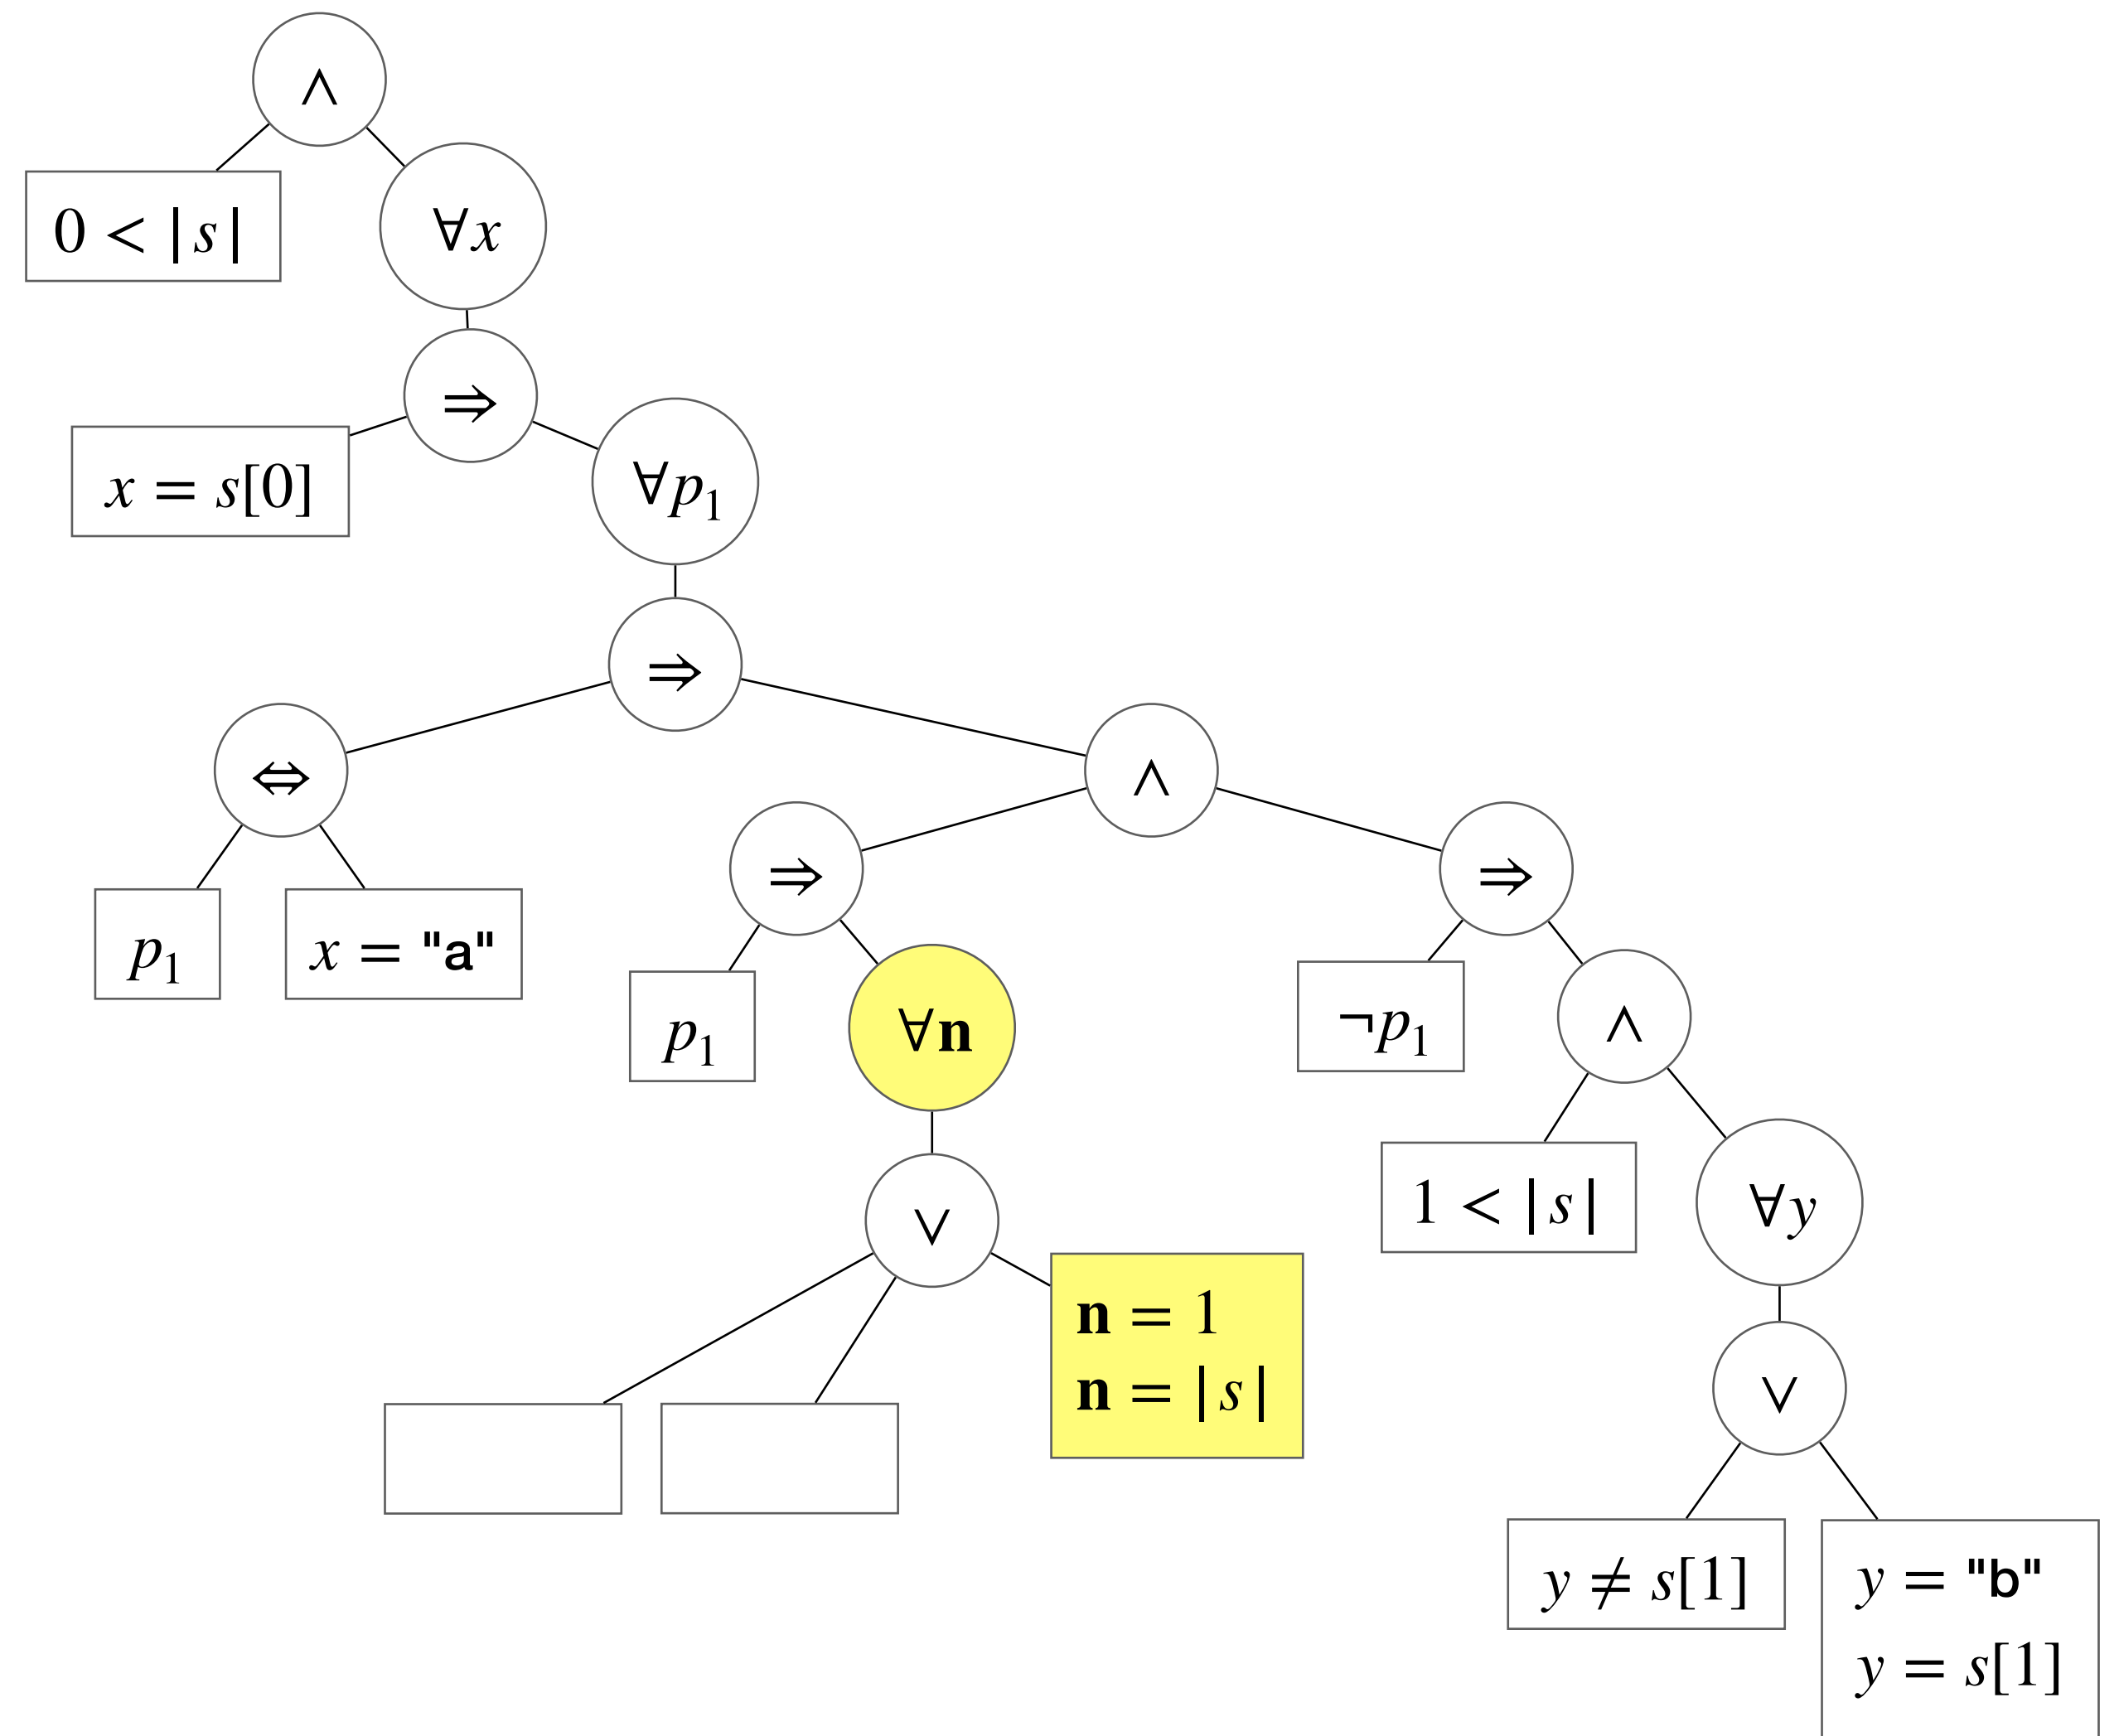 ∧
0 < |s|
∀x
⇒
x = s[0]
∀p₁
⇒
⇔
∧
p₁
x = "a"
⇒
⇒
p₁
∀n
¬p₁
∧
∨
1 < |s|
∀y
n = 1
n = |s|
∨
y ≠ s[1]
y = "b"
y = s[1]